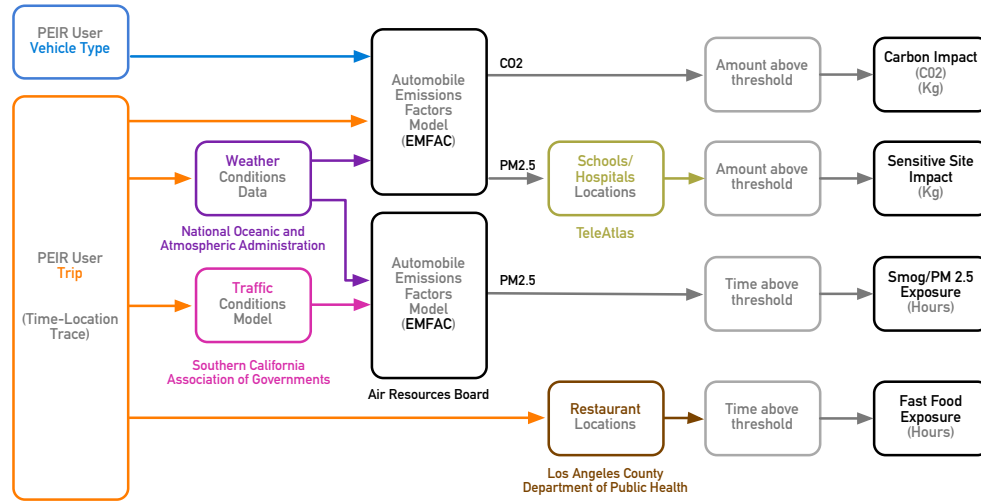 PEIR User
Vehicle Type
PEIR User
Trip
(Time-Location
Trace)
Weather
Conditions
Data
National Oceanic and
Atmospheric Administration
Traffic
Conditions
Model
Southern California
Association of Governments
Automobile
Emissions
Factors
Model
(EMFAC)
Automobile
Emissions
Factors
Model
(EMFAC)
Air Resources Board
CO2
PM2.5
PM2.5
Schools/
Hospitals
Locations
TeleAtlas
Restaurant
Locations
Los Angeles County
Department of Public Health
Amount above
threshold
Amount above
threshold
Time above
threshold
Time above
threshold
Carbon Impact
(C02)
(Kg)
Sensitive Site
Impact
(Kg)
Smog/PM 2.5
Exposure
(Hours)
Fast Food
Exposure
(Hours)